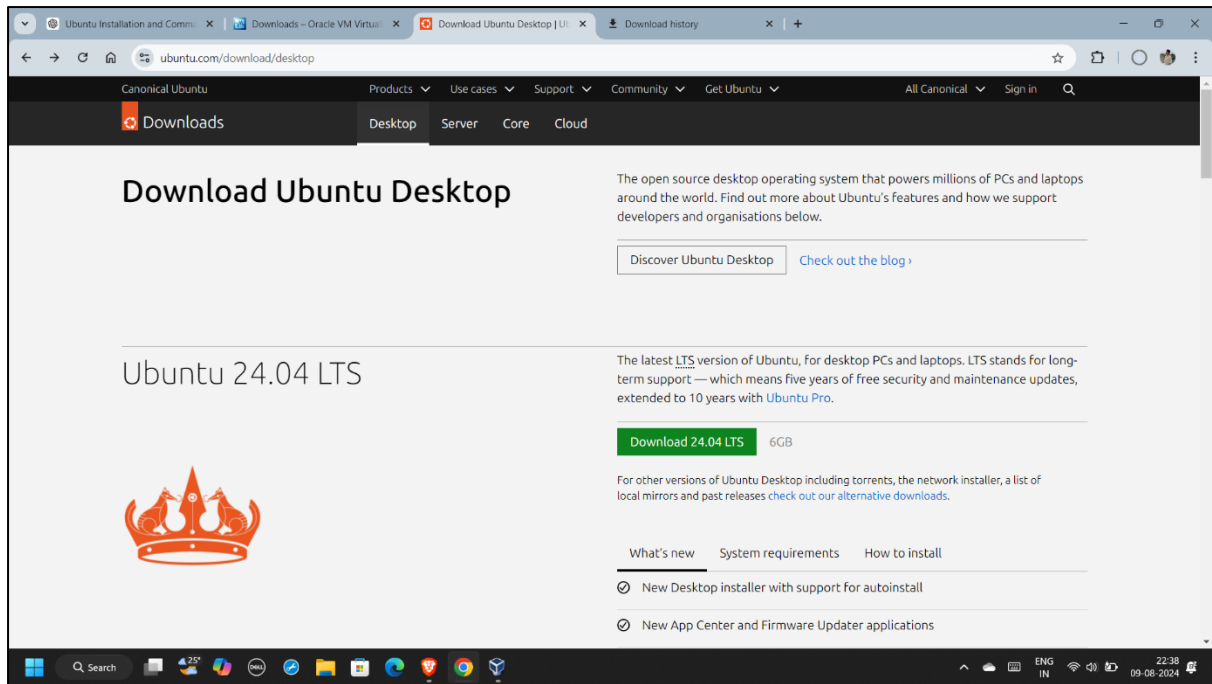 Ubuntu Installation and Comm
Downloads – Oracle VM Virtual
Download Ubuntu Desktop | U
Download history
ubuntu.com/download/desktop
Canonical Ubuntu
Products
Use cases
Support
Community
Get Ubuntu
All Canonical
Sign in
Downloads
Desktop
Server
Core
Cloud
Download Ubuntu Desktop
The open source desktop operating system that powers millions of PCs and laptops
around the world. Find out more about Ubuntu's features and how we support
developers and organisations below.
Discover Ubuntu Desktop
Check out the blog ›
Ubuntu 24.04 LTS
The latest LTS version of Ubuntu, for desktop PCs and laptops. LTS stands for long-
term support — which means five years of free security and maintenance updates,
extended to 10 years with Ubuntu Pro.
Download 24.04 LTS
6GB
For other versions of Ubuntu Desktop including torrents, the network installer, a list of
local mirrors and past releases check out our alternative downloads.
What's new
System requirements
How to install
New Desktop installer with support for autoinstall
New App Center and Firmware Updater applications
Search
25°
DELL
ENG
IN
22:38
09-08-2024